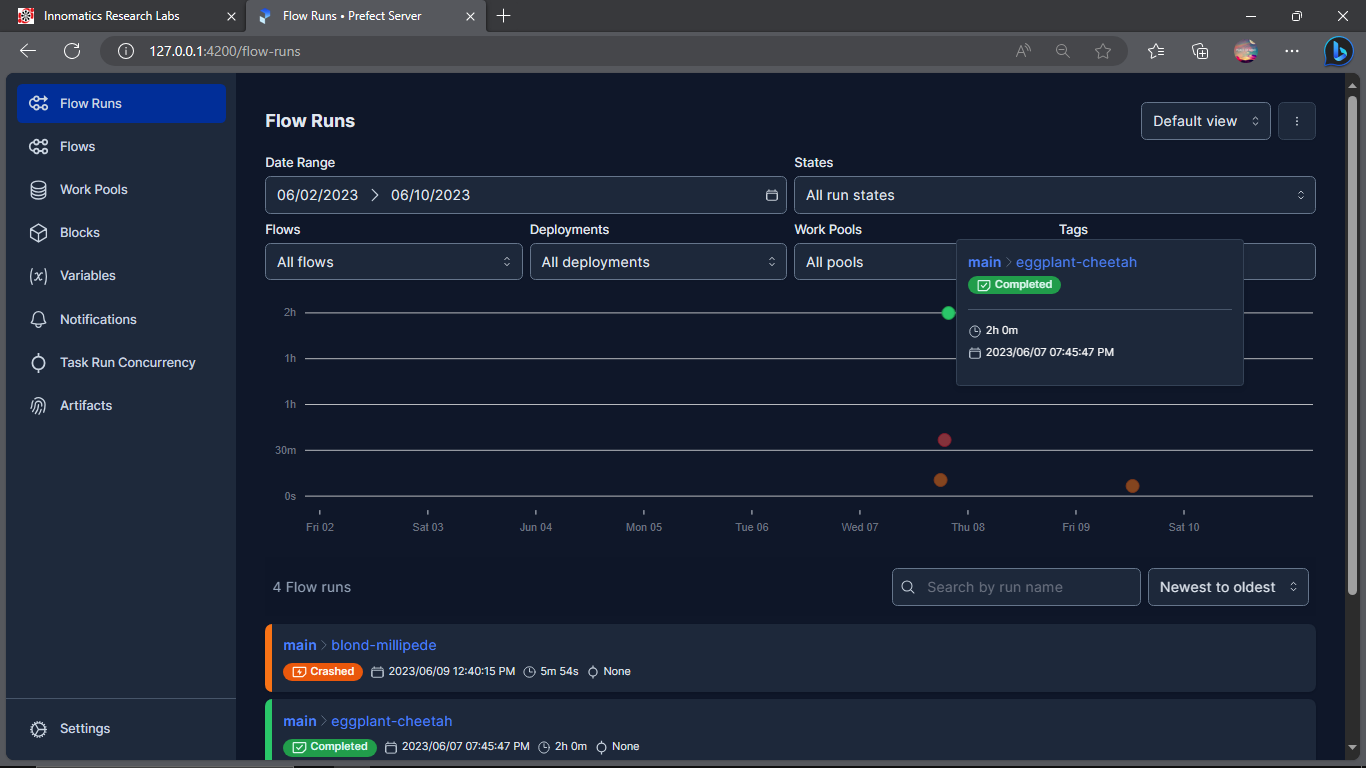 Innomatics Research Labs
Flow Runs • Prefect Server
127.0.0.1:4200/flow-runs
Flow Runs
Flows
Work Pools
Blocks
Variables
Notifications
Task Run Concurrency
Artifacts
Settings
Flow Runs
Default view
Date Range
States
06/02/2023 > 06/10/2023
All run states
Flows
Deployments
Work Pools
Tags
All flows
All deployments
All pools
main > eggplant-cheetah
Completed
2h 0m
2023/06/07 07:45:47 PM
2h
1h
1h
30m
0s
Fri 02
Sat 03
Jun 04
Mon 05
Tue 06
Wed 07
Thu 08
Fri 09
Sat 10
4 Flow runs
Search by run name
Newest to oldest
main > blond-millipede
Crashed 2023/06/09 12:40:15 PM 5m 54s None
main > eggplant-cheetah
Completed 2023/06/07 07:45:47 PM 2h 0m None